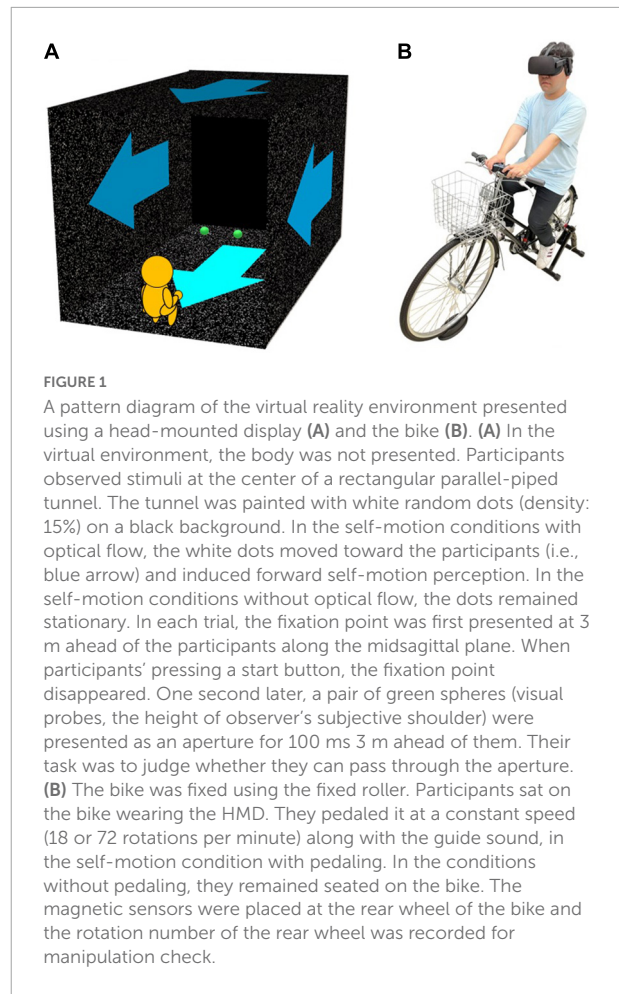 A
B
FIGURE 1
A pattern diagram of the virtual reality environment presented
using a head-mounted display (A) and the bike (B). (A) In the
virtual environment, the body was not presented. Participants
observed stimuli at the center of a rectangular parallel-piped
tunnel. The tunnel was painted with white random dots (density:
15%) on a black background. In the self-motion conditions with
optical flow, the white dots moved toward the participants (i.e.,
blue arrow) and induced forward self-motion perception. In the
self-motion conditions without optical flow, the dots remained
stationary. In each trial, the fixation point was first presented at 3
m ahead of the participants along the midsagittal plane. When
participants' pressing a start button, the fixation point
disappeared. One second later, a pair of green spheres (visual
probes, the height of observer's subjective shoulder) were
presented as an aperture for 100 ms 3 m ahead of them. Their
task was to judge whether they can pass through the aperture.
(B) The bike was fixed using the fixed roller. Participants sat on
the bike wearing the HMD. They pedaled it at a constant speed
(18 or 72 rotations per minute) along with the guide sound, in
the self-motion condition with pedaling. In the conditions
without pedaling, they remained seated on the bike. The
magnetic sensors were placed at the rear wheel of the bike and
the rotation number of the rear wheel was recorded for
manipulation check.